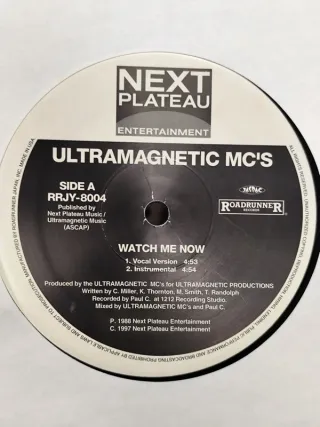 NEXT
PLATEAU
ENTERTAINMENT
ULTRAMAGNETIC MC'S
SIDE A
RRJY-8004
Published by
Next Plateau Music /
Ultramagnetic Music
(ASCAP)
ROADRUNNER
RECORDS
WATCH ME NOW
1. Vocal Version 4:53
2. Instrumental 4:54
Produced by the ULTRAMAGNETIC MC's for ULTRAMAGNETIC PRODUCTIONS
Written by C. Miller, K. Thornton, M. Smith, T. Randolph
Recorded by Paul C. at 1212 Recording Studio.
Mixed by ULTRAMAGNETIC MC's and Paul C.
P. 1988 Next Plateau Entertainment
C. 1997 Next Plateau Entertainment